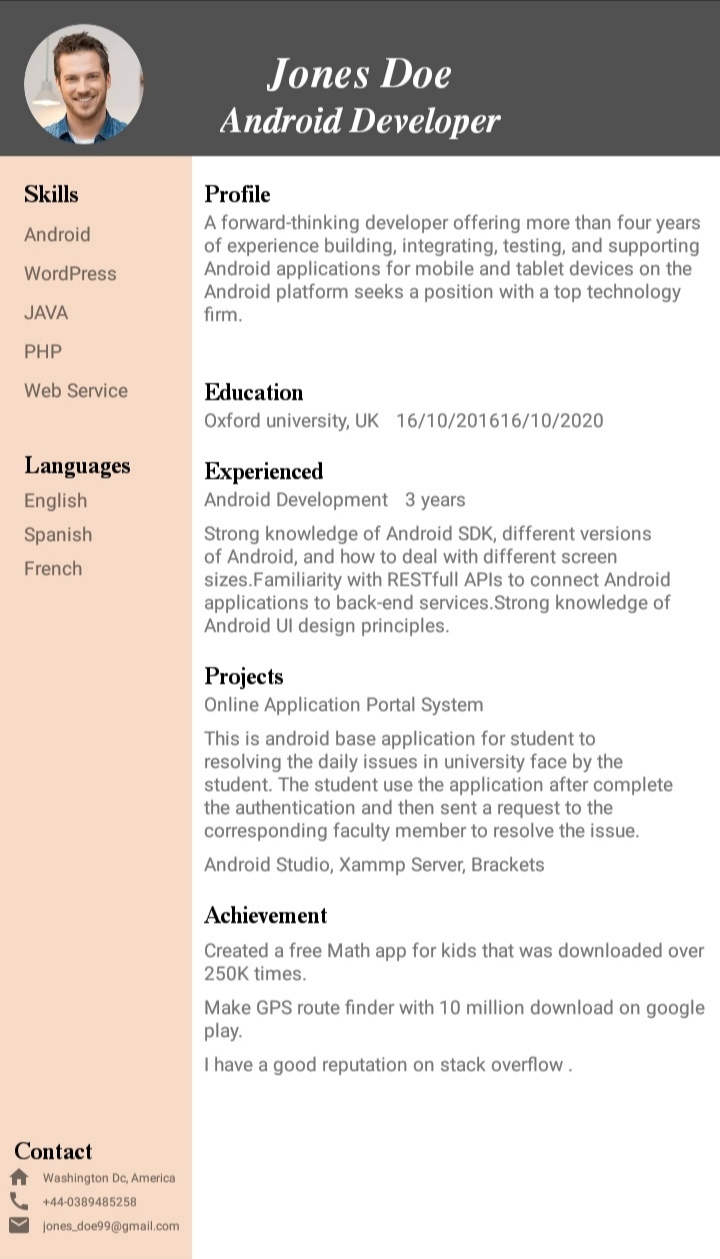 Jones Doe
Android Developer
Skills
Android
WordPress
JAVA
PHP
Web Service
Languages
English
Spanish
French
Contact
Washington Dc, America
+44-0389485258
jones_doe99@gmail.com
Profile
A forward-thinking developer offering more than four years
of experience building, integrating, testing, and supporting
Android applications for mobile and tablet devices on the
Android platform seeks a position with a top technology
firm.
Education
Oxford university, UK 16/10/201616/10/2020
Experienced
Android Development 3 years
Strong knowledge of Android SDK, different versions
of Android, and how to deal with different screen
sizes.Familiarity with RESTfull APIs to connect Android
applications to back-end services.Strong knowledge of
Android UI design principles.
Projects
Online Application Portal System
This is android base application for student to
resolving the daily issues in university face by the
student. The student use the application after complete
the authentication and then sent a request to the
corresponding faculty member to resolve the issue.
Android Studio, Xammp Server, Brackets
Achievement
Created a free Math app for kids that was downloaded over
250K times.
Make GPS route finder with 10 million download on google
play.
I have a good reputation on stack overflow .